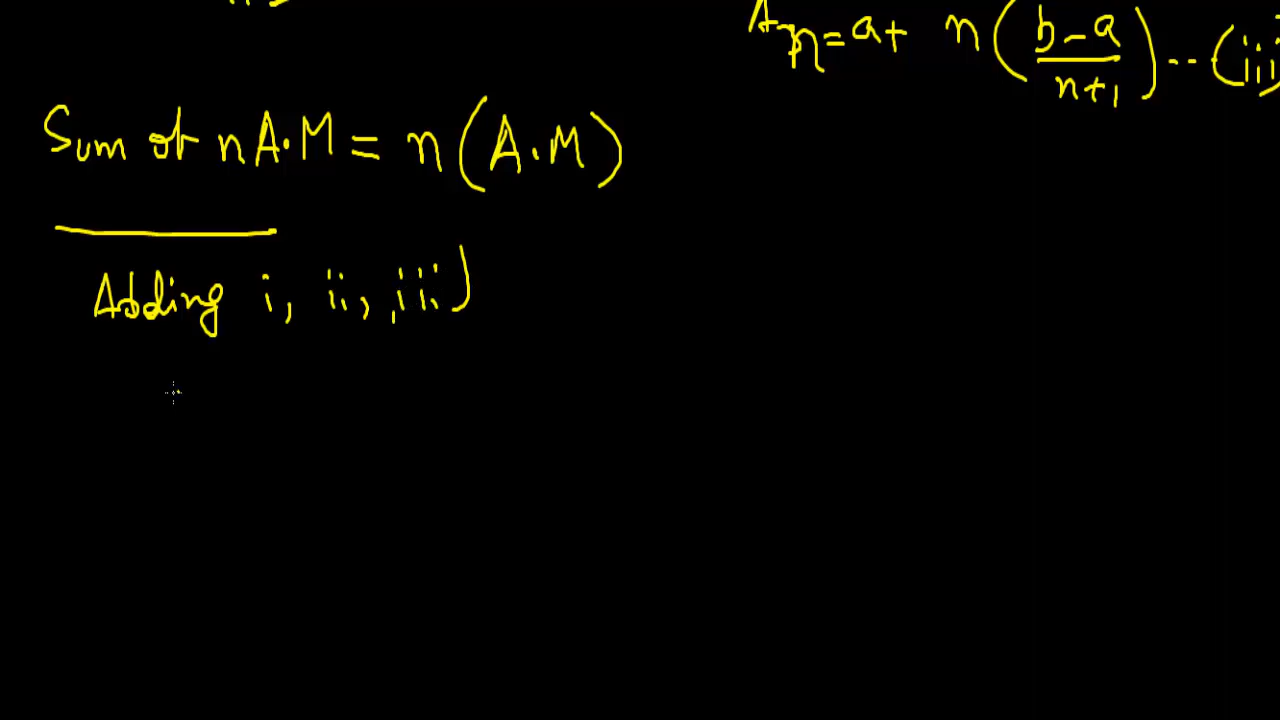 Aₙ = a + n((b-a)/(n+1)) -- (iii)
Sum of n A.M = n(A.M)
Adding i, ii, iii)